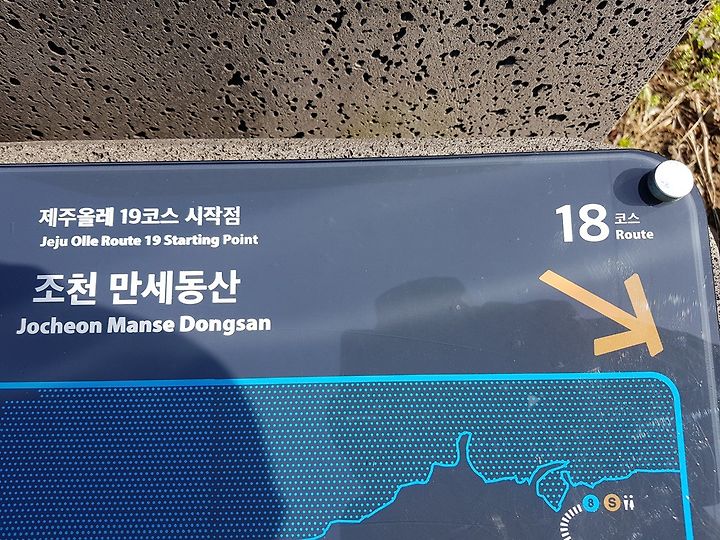 제주올레 19코스 시작점
Jeju Olle Route 19 Starting Point
조천 만세동산
Jocheon Manse Dongsan
18 코스
Route
8 S